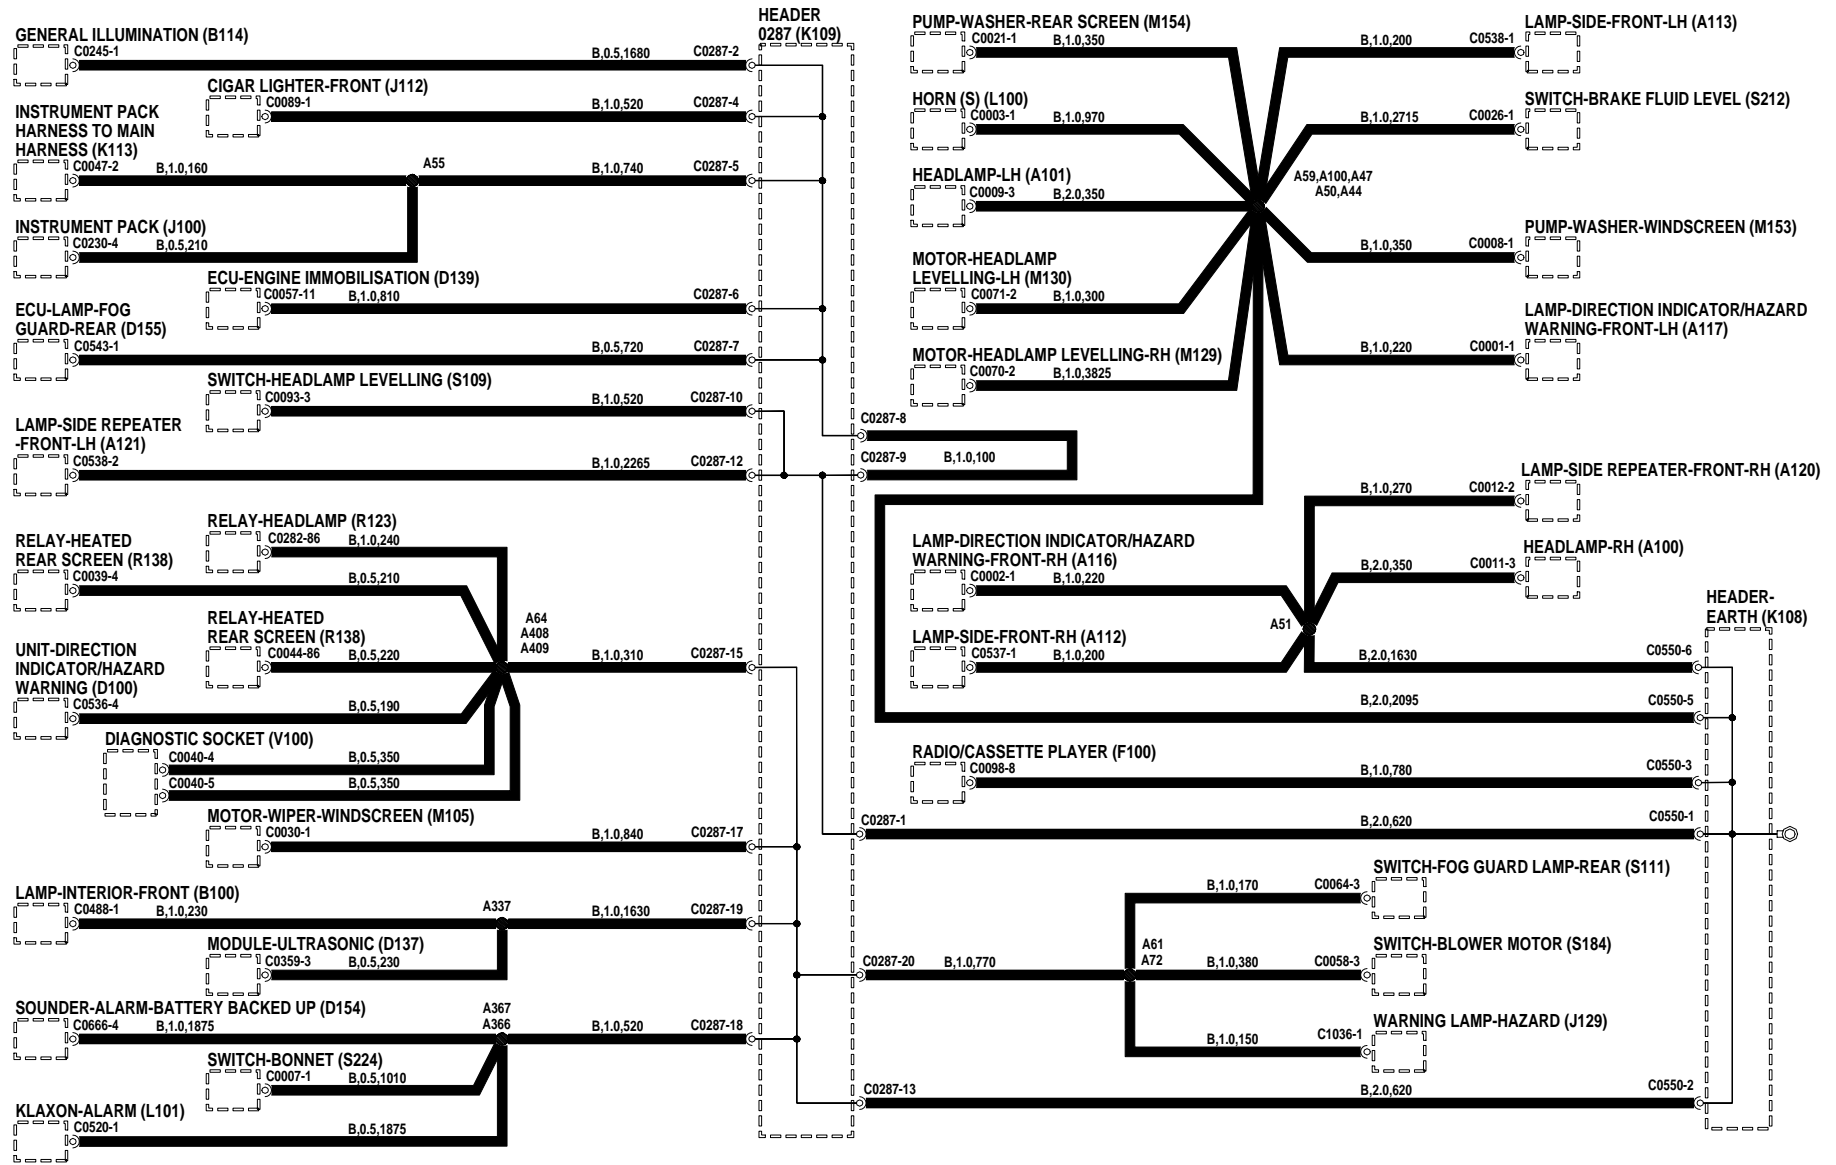 GENERAL ILLUMINATION (B114)
C0245-1
B,0.5,1680
C0287-2
HEADER
0287 (K109)
CIGAR LIGHTER-FRONT (J112)
C0089-1
B,1.0,520
C0287-4
INSTRUMENT PACK
HARNESS TO MAIN
HARNESS (K113)
C0047-2
B,1.0,160
A55
B,1.0,740
C0287-5
INSTRUMENT PACK (J100)
C0230-4
B,0.5,210
ECU-ENGINE IMMOBILISATION (D139)
C0057-11
B,1.0,810
C0287-6
ECU-LAMP-FOG
GUARD-REAR (D155)
C0543-1
B,0.5,720
C0287-7
SWITCH-HEADLAMP LEVELLING (S109)
C0093-3
B,1.0,520
C0287-10
LAMP-SIDE REPEATER
-FRONT-LH (A121)
C0538-2
B,1.0,2265
C0287-12
RELAY-HEADLAMP (R123)
C0282-86
B,1.0,240
RELAY-HEATED
REAR SCREEN (R138)
C0039-4
B,0.5,210
RELAY-HEATED
REAR SCREEN (R138)
C0044-86
B,0.5,220
A64
A408
A409
B,1.0,310
C0287-15
UNIT-DIRECTION
INDICATOR/HAZARD
WARNING (D100)
C0536-4
B,0.5,190
DIAGNOSTIC SOCKET (V100)
C0040-4
B,0.5,350
C0040-5
B,0.5,350
MOTOR-WIPER-WINDSCREEN (M105)
C0030-1
B,1.0,840
C0287-17
LAMP-INTERIOR-FRONT (B100)
C0488-1
B,1.0,230
A337
B,1.0,1630
C0287-19
MODULE-ULTRASONIC (D137)
C0359-3
B,0.5,230
SOUNDER-ALARM-BATTERY BACKED UP (D154)
C0666-4
B,1.0,1875
A367
A366
B,1.0,520
C0287-18
SWITCH-BONNET (S224)
C0007-1
B,0.5,1010
KLAXON-ALARM (L101)
C0520-1
B,0.5,1875
PUMP-WASHER-REAR SCREEN (M154)
C0021-1
B,1.0,350
LAMP-SIDE-FRONT-LH (A113)
B,1.0,200
C0538-1
HORN (S) (L100)
C0003-1
B,1.0,970
SWITCH-BRAKE FLUID LEVEL (S212)
B,1.0,2715
C0026-1
HEADLAMP-LH (A101)
C0009-3
B,2.0,350
A59,A100,A47
A50,A44
PUMP-WASHER-WINDSCREEN (M153)
B,1.0,350
C0008-1
MOTOR-HEADLAMP
LEVELLING-LH (M130)
C0071-2
B,1.0,300
LAMP-DIRECTION INDICATOR/HAZARD
WARNING-FRONT-LH (A117)
B,1.0,220
C0001-1
MOTOR-HEADLAMP LEVELLING-RH (M129)
C0070-2
B,1.0,3825
C0287-8
C0287-9
B,1.0,100
LAMP-SIDE REPEATER-FRONT-RH (A120)
B,1.0,270
C0012-2
LAMP-DIRECTION INDICATOR/HAZARD
WARNING-FRONT-RH (A116)
C0002-1
B,1.0,220
HEADLAMP-RH (A100)
B,2.0,350
C0011-3
HEADER-
EARTH (K108)
LAMP-SIDE-FRONT-RH (A112)
C0537-1
B,1.0,200
A51
B,2.0,1630
C0550-6
B,2.0,2095
C0550-5
RADIO/CASSETTE PLAYER (F100)
C0098-8
B,1.0,780
C0550-3
C0287-1
B,2.0,620
C0550-1
SWITCH-FOG GUARD LAMP-REAR (S111)
B,1.0,170
C0064-3
C0287-20
B,1.0,770
A61
A72
SWITCH-BLOWER MOTOR (S184)
B,1.0,380
C0058-3
WARNING LAMP-HAZARD (J129)
B,1.0,150
C1036-1
C0287-13
B,2.0,620
C0550-2